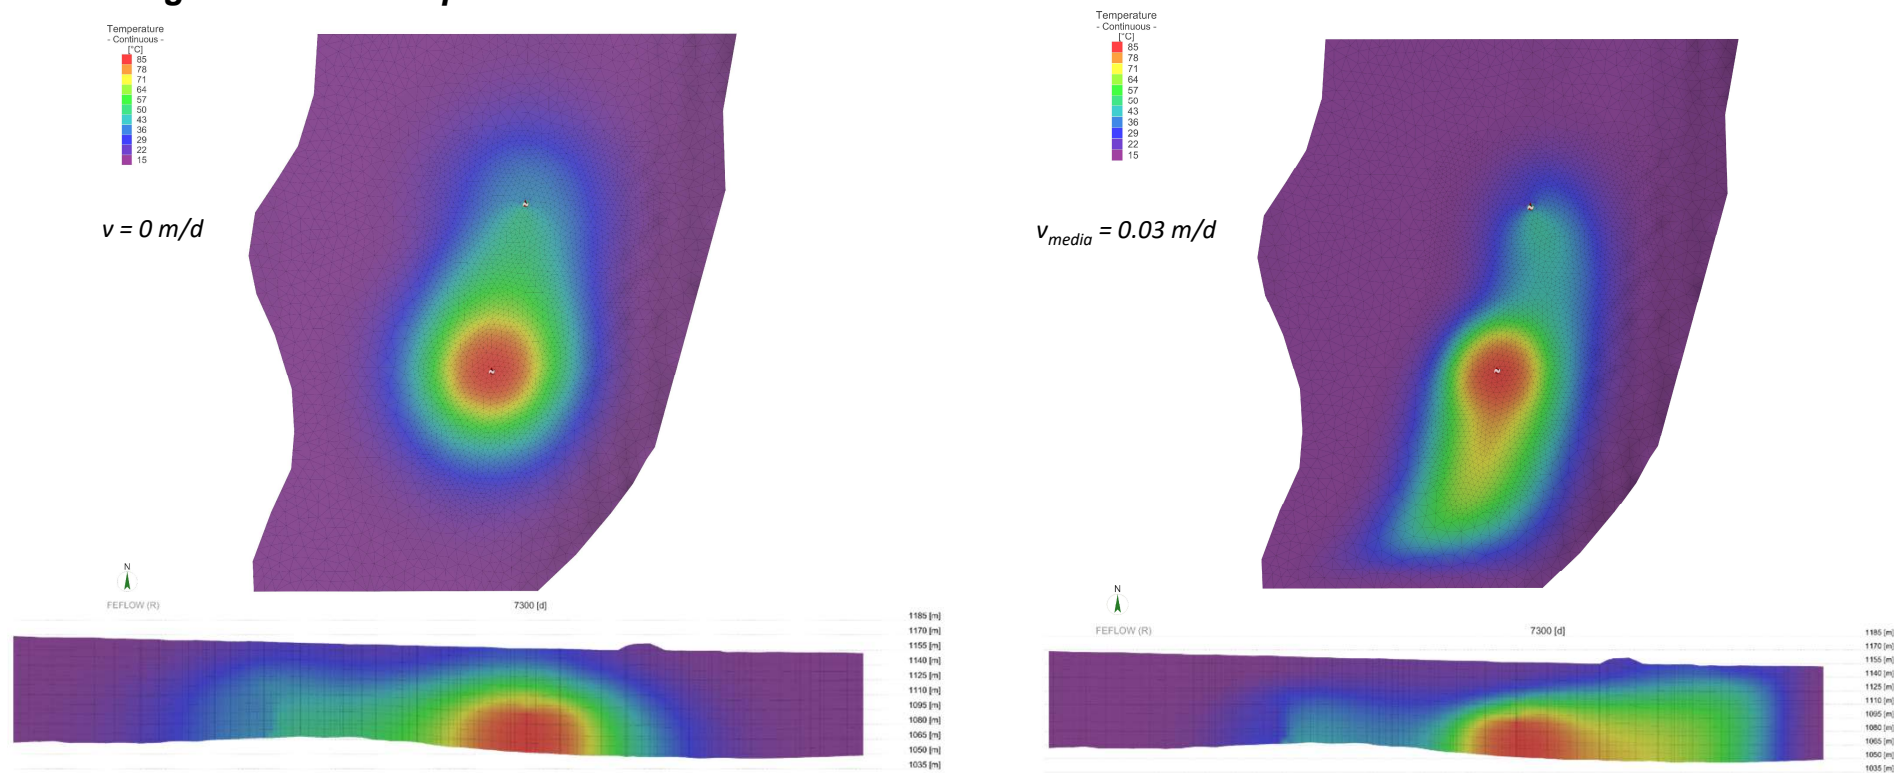 Temperature
- Continuous -
[°C]
85
78
71
64
57
50
43
36
29
22
15
v = 0 m/d
N
FEFLOW (R)
7300 [d]
1185 [m]
1170 [m]
1155 [m]
1140 [m]
1125 [m]
1110 [m]
1095 [m]
1080 [m]
1065 [m]
1050 [m]
1035 [m]
Temperature
- Continuous -
[°C]
85
78
71
64
57
50
43
36
29
22
15
vmedia = 0.03 m/d
N
FEFLOW (R)
7300 [d]
1185 [m]
1170 [m]
1155 [m]
1140 [m]
1125 [m]
1110 [m]
1095 [m]
1080 [m]
1065 [m]
1050 [m]
1035 [m]